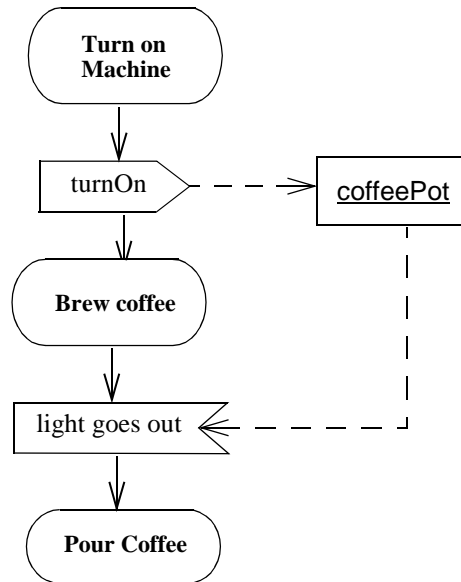 Turn on
Machine
turnOn
coffeePot
Brew coffee
light goes out
Pour Coffee